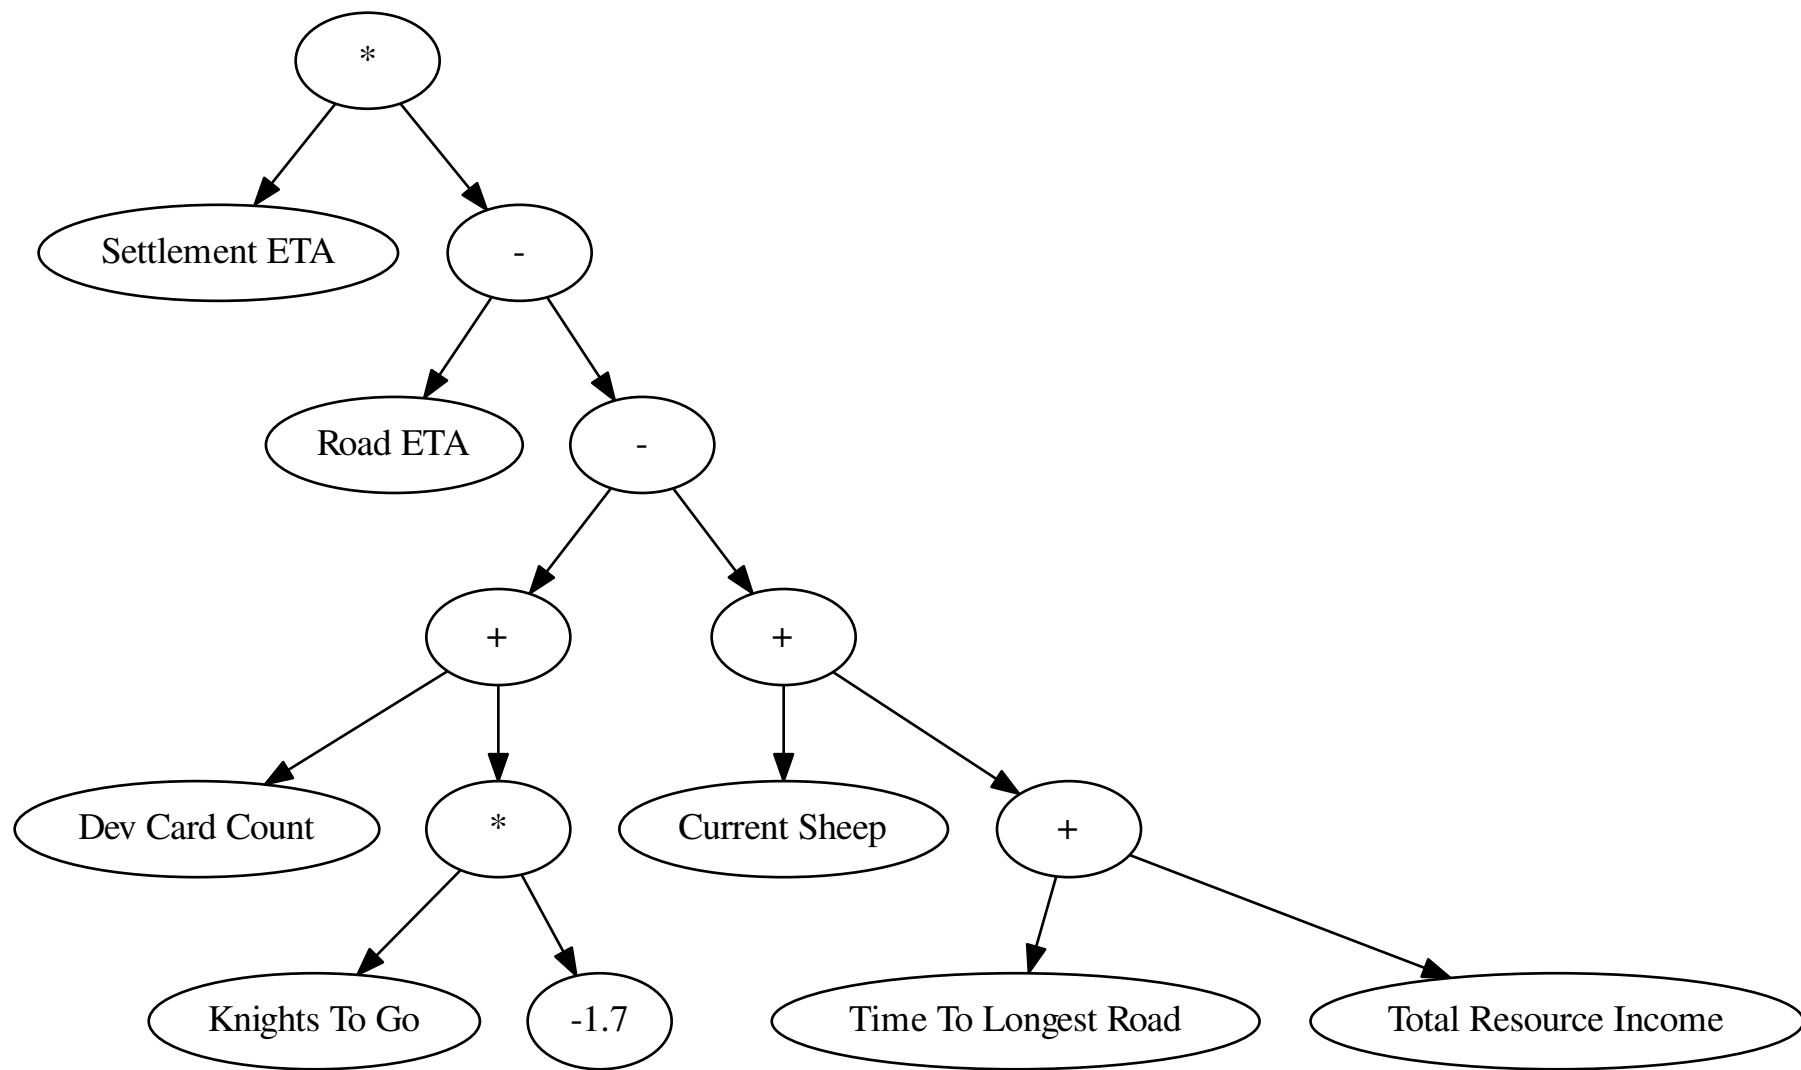 *
Settlement ETA
-
Road ETA
-
+
+
Dev Card Count
*
Current Sheep
+
Knights To Go
-1.7
Time To Longest Road
Total Resource Income